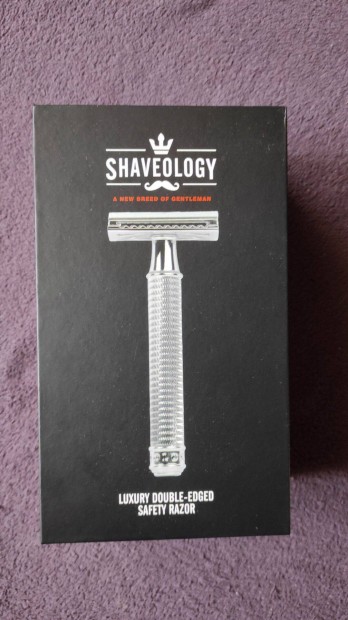 SHAVEOLOGY
A NEW BREED OF GENTLEMAN
LUXURY DOUBLE-EDGED
SAFETY RAZOR